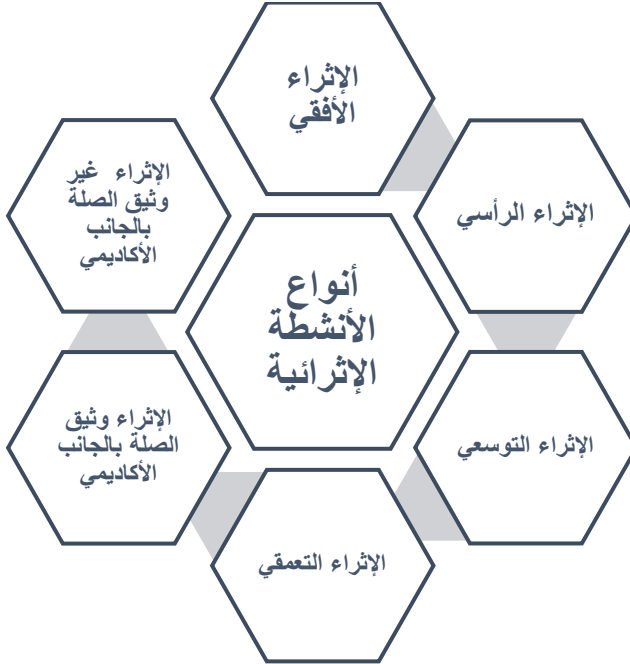 الإثراء
الأفقي
الإثراء الرأسي
الإثراء التوسعي
الإثراء التعمقي
الإثراء وثيق
الصلة بالجانب
الأكاديمي
الإثراء غير
وثيق الصلة
بالجانب
الأكاديمي
أنواع
الأنشطة
الإثرائية